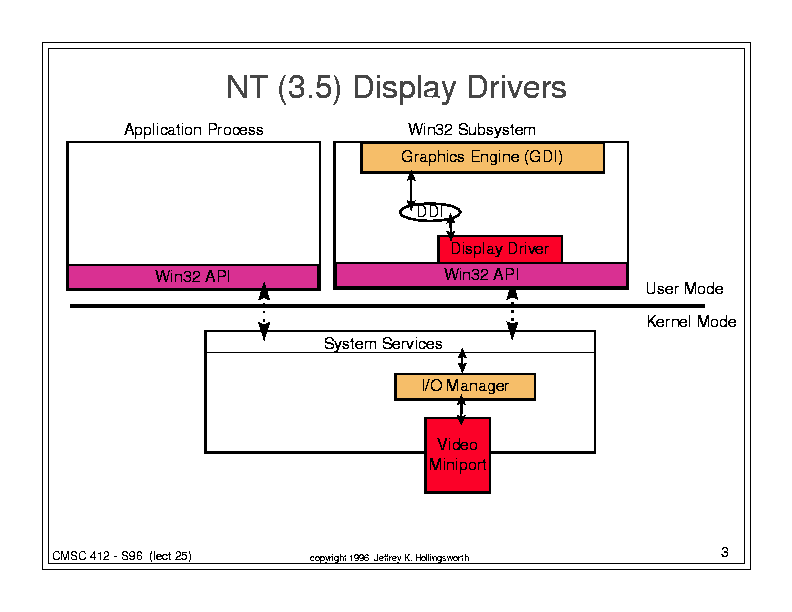 NT (3.5) Display Drivers
Application Process
Win32 Subsystem
Graphics Engine (GDI)
DDI
Display Driver
Win32 API
Win32 API
User Mode
Kernel Mode
System Services
I/O Manager
Video
Miniport
CMSC 412 - S96 (lect 25)
copyright 1996 Jeffrey K. Hollingsworth
3